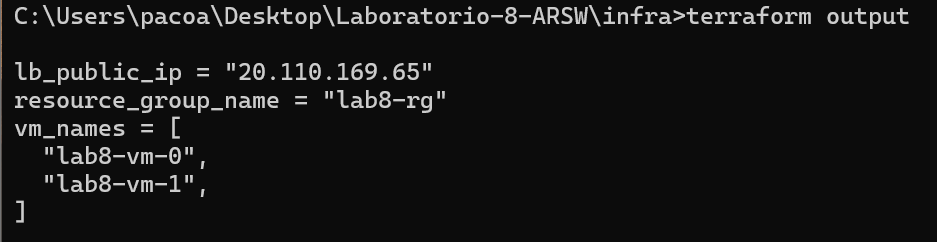 C:\Users\pacoa\Desktop\Laboratorio-8-ARSW\infra>terraform output
lb_public_ip = "20.110.169.65"
resource_group_name = "lab8-rg"
vm_names = [
  "lab8-vm-0",
  "lab8-vm-1",
]